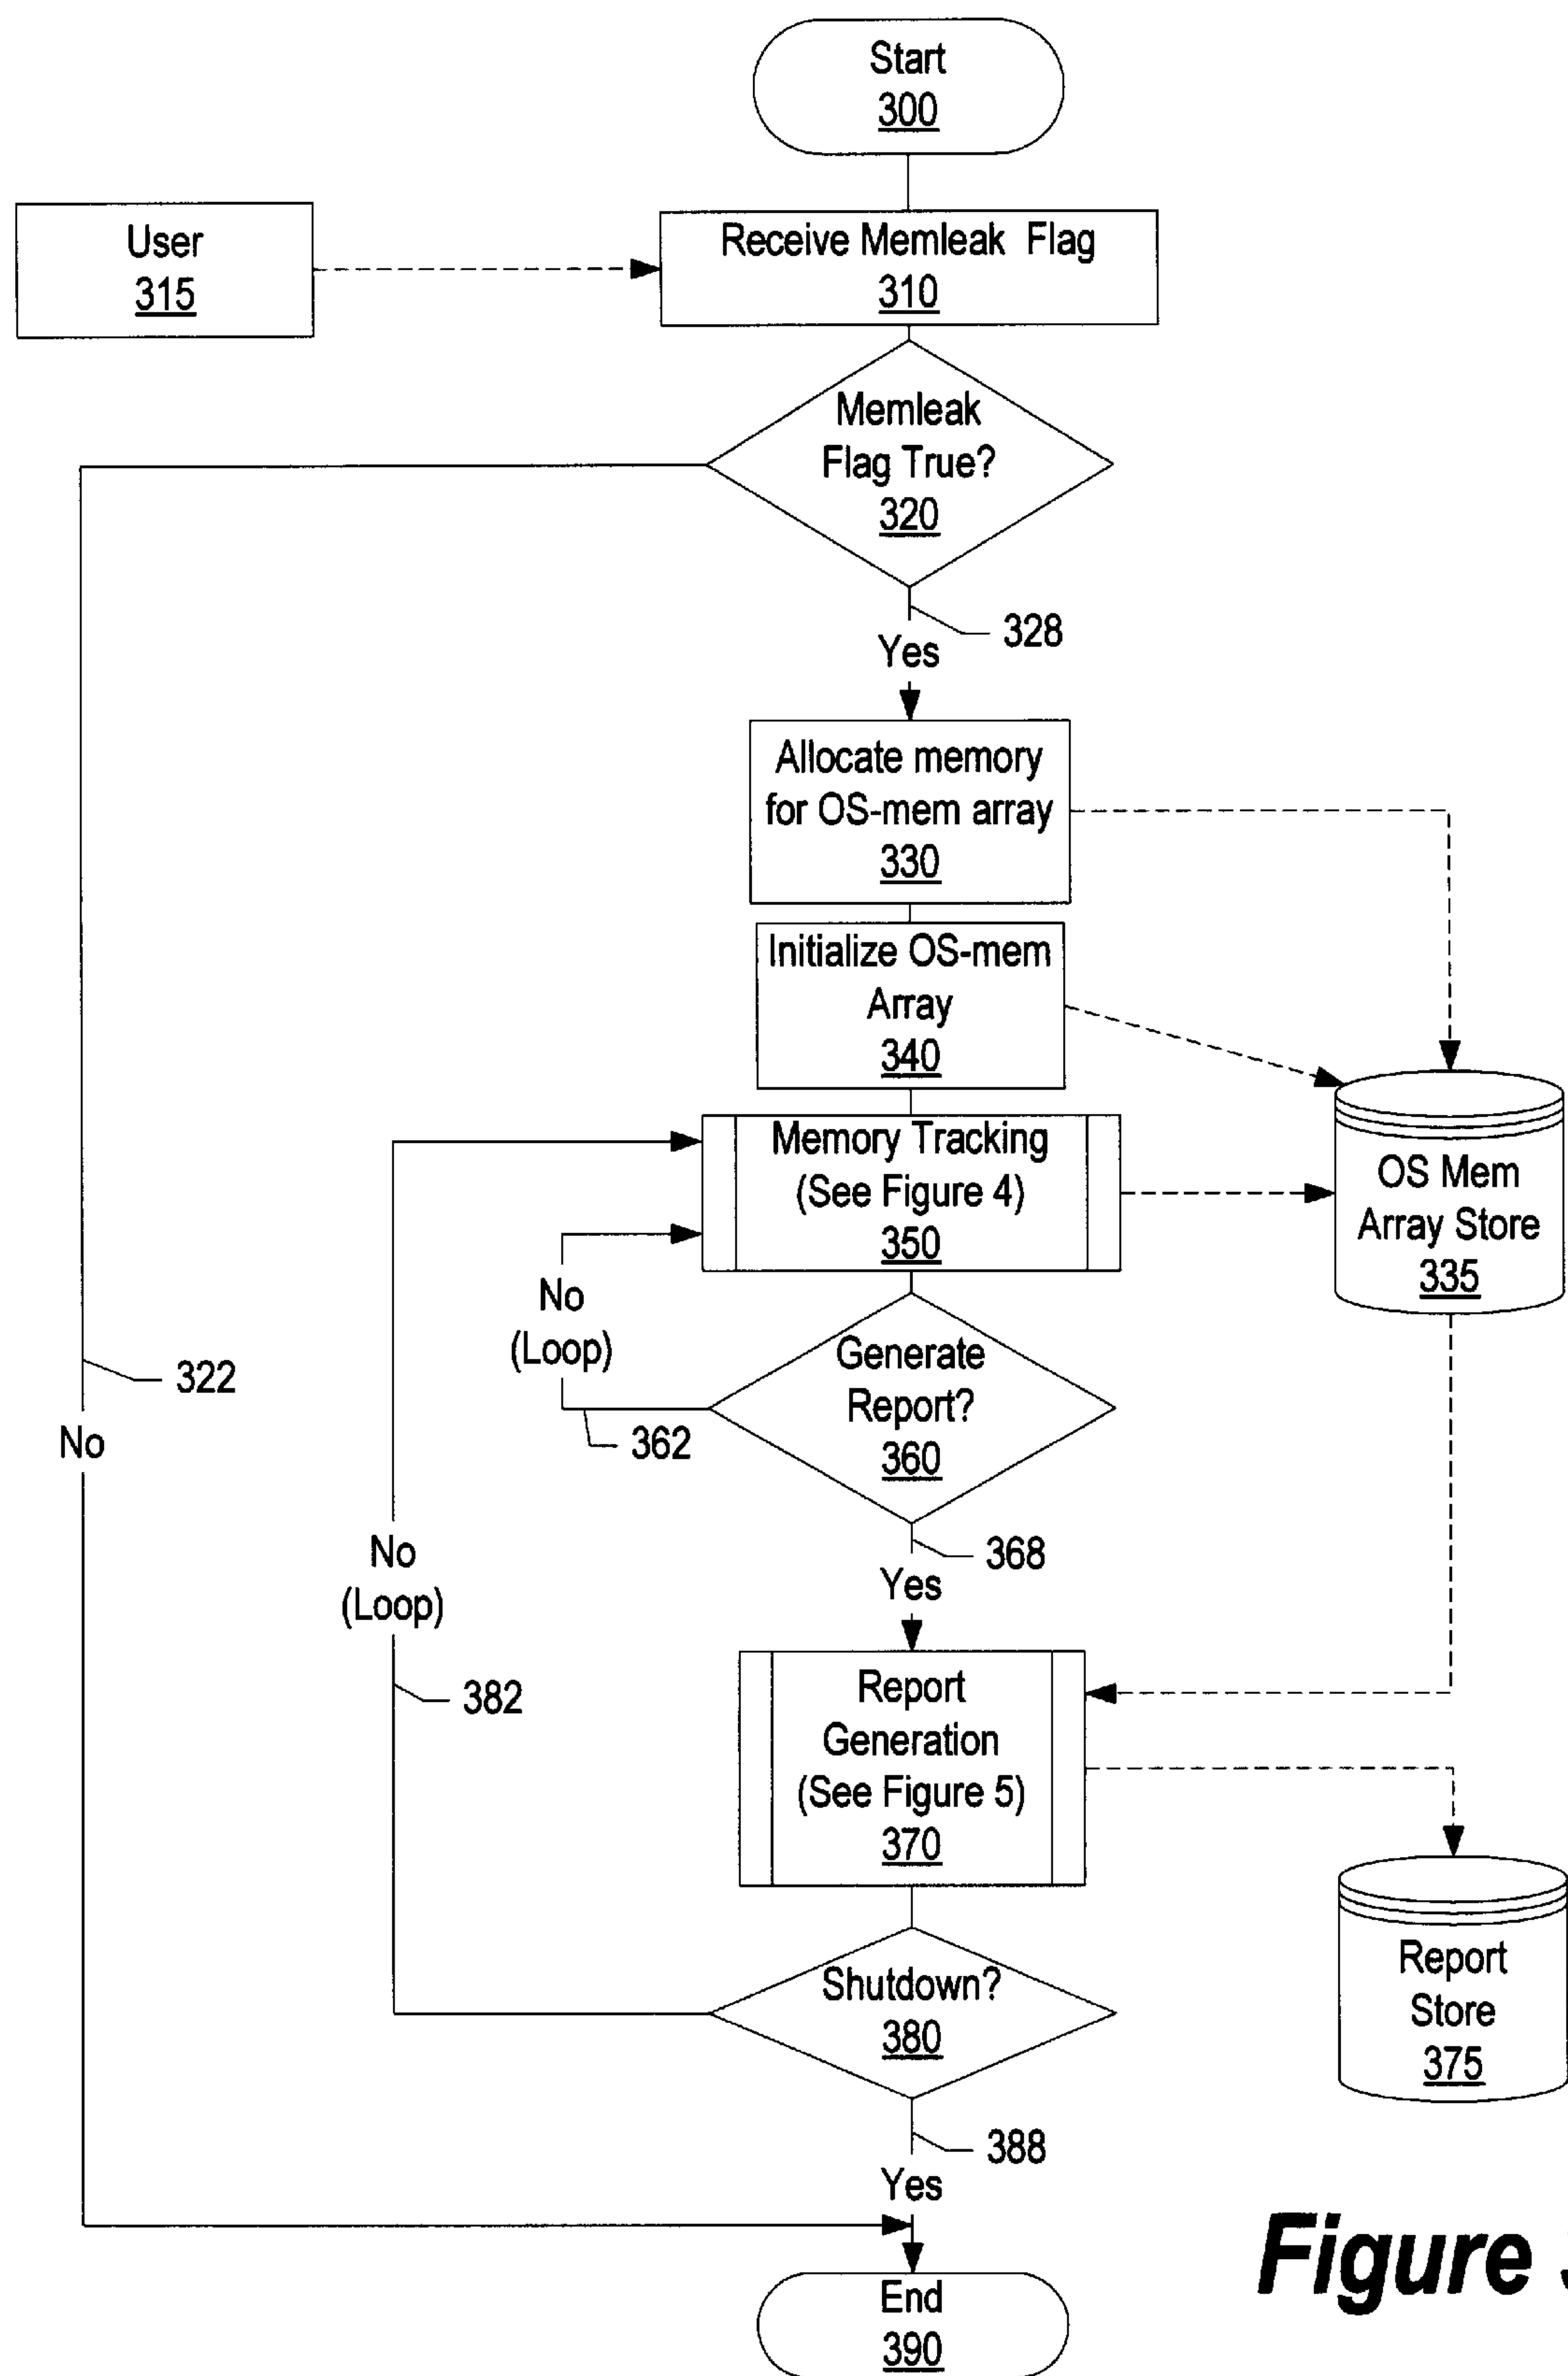 Start
300
User
315
Receive Memleak Flag
310
Memleak
Flag True?
320
328
Yes
Allocate memory
for OS-mem array
330
Initialize OS-mem
Array
340
Memory Tracking
(See Figure 4)
350
OS Mem
Array Store
335
No
(Loop)
362
Generate
Report?
360
322
No
368
Yes
No
(Loop)
382
Report
Generation
(See Figure 5)
370
Report
Store
375
Shutdown?
380
388
Yes
Figure
End
390